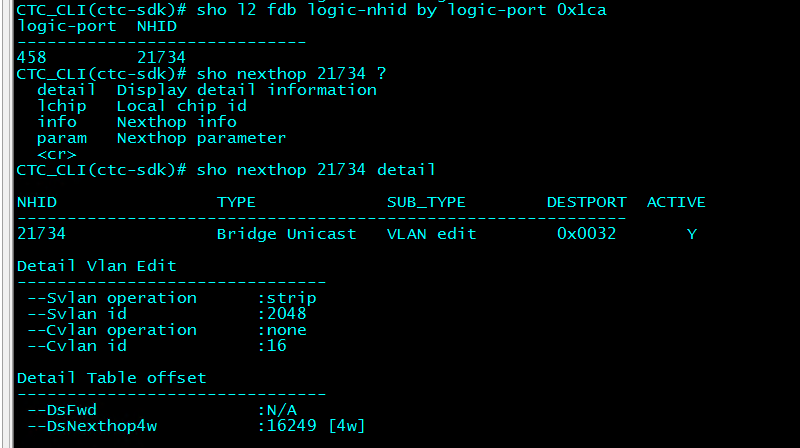 CTC_CLI(ctc-sdk)# sho l2 fdb logic-nhid by logic-port 0x1ca
logic-port  NHID
-----------------------------
458         21734
CTC_CLI(ctc-sdk)# sho nexthop 21734 ?
  detail  Display detail information
  lchip   Local chip id
  info    Nexthop info
  param   Nexthop parameter
  <cr>
CTC_CLI(ctc-sdk)# sho nexthop 21734 detail
NHID                TYPE             SUB_TYPE        DESTPORT  ACTIVE
-------------------------------------------------------------
21734               Bridge Unicast   VLAN edit        0x0032       Y
Detail Vlan Edit
-------------------------------
 --Svlan operation      :strip
 --Svlan id             :2048
 --Cvlan operation      :none
 --Cvlan id             :16
Detail Table offset
-------------------------------
 --DsFwd                :N/A
 --DsNexthop4w          :16249 [4w]